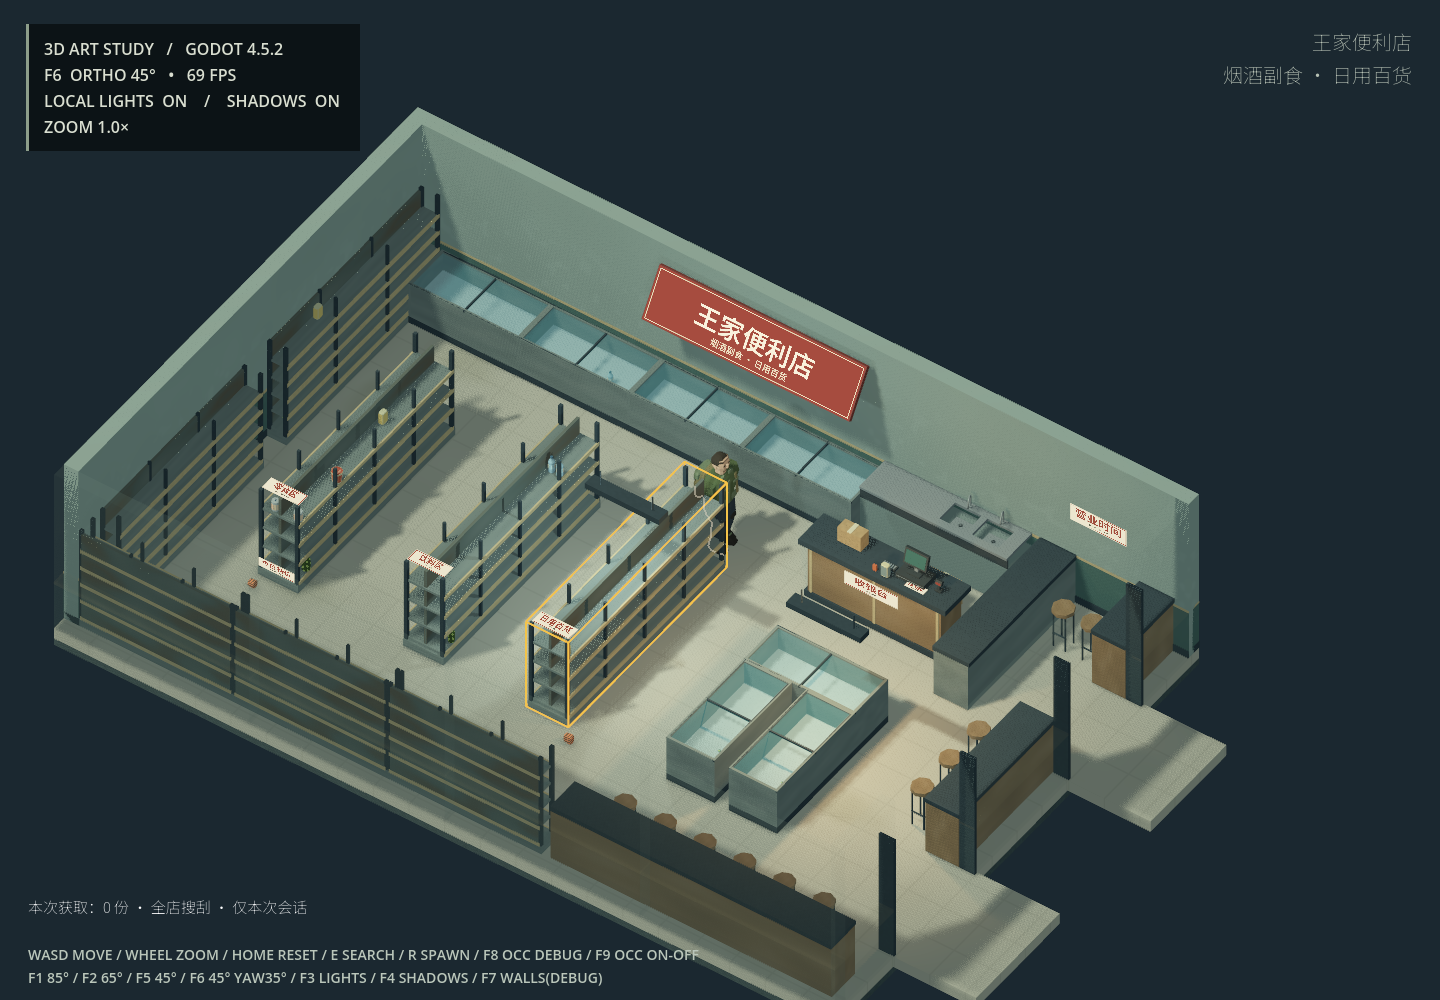 3D ART STUDY / GODOT 4.5.2
F6 ORTHO 45° • 69 FPS
LOCAL LIGHTS ON / SHADOWS ON
ZOOM 1.0×
王家便利店
烟酒副食 · 日用百货
王家便利店
烟酒副食 · 日用百货
营业时间
收银台
日用百货
本次获取：0 份 · 全店搜刮 · 仅本次会话
WASD MOVE / WHEEL ZOOM / HOME RESET / E SEARCH / R SPAWN / F8 OCC DEBUG / F9 OCC ON-OFF
F1 85° / F2 65° / F5 45° / F6 45° YAW35° / F3 LIGHTS / F4 SHADOWS / F7 WALLS(DEBUG)